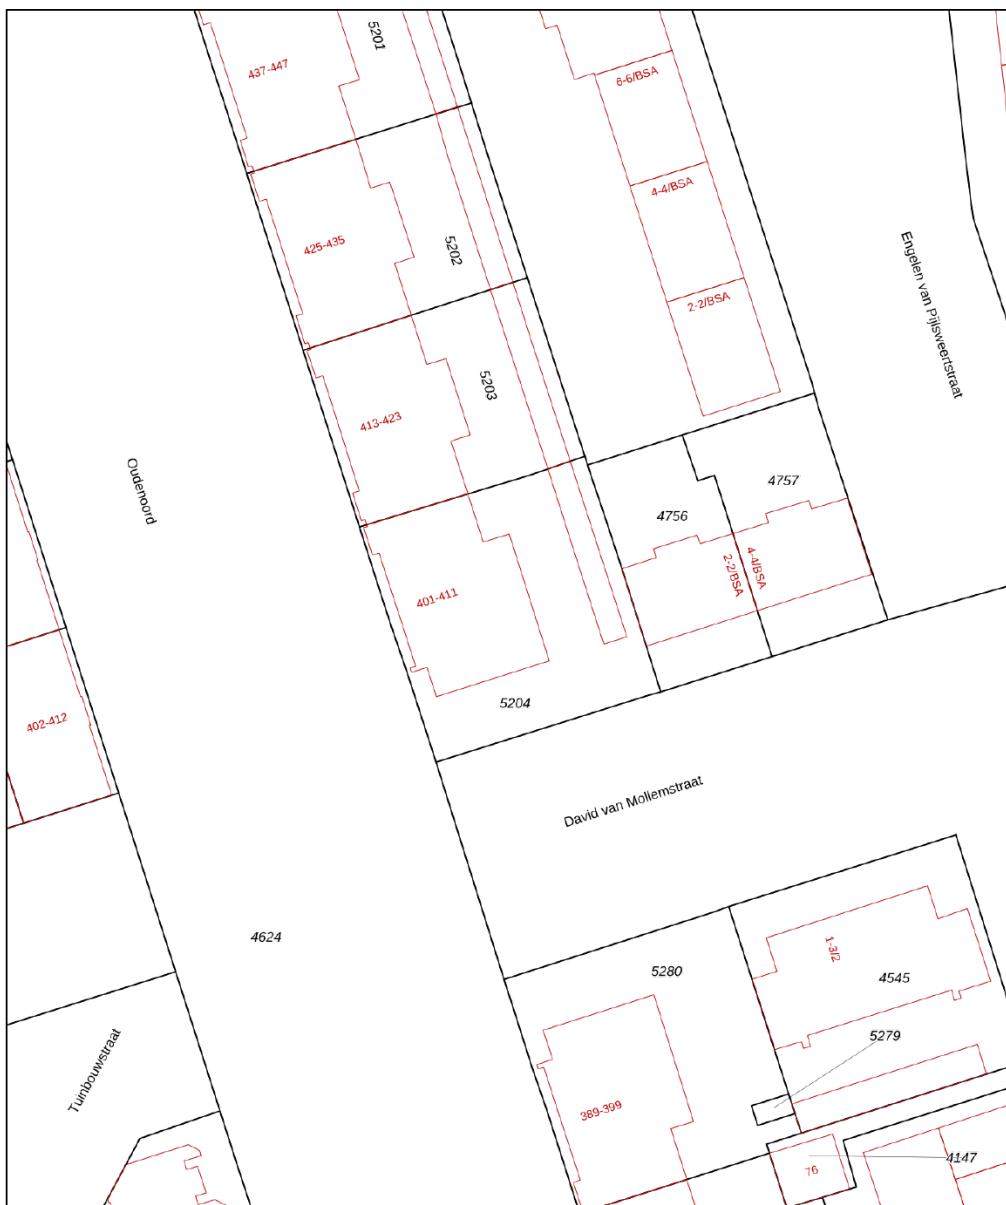 5201
437-447
6-6/BSA
4-4/BSA
425-435
5202
Engelen van Pijlsweertstraat
2-2/BSA
5203
413-423
Oudenoord
4757
4756
2-2/BSA
4-4/BSA
401-411
5204
402-412
David van Mollemstraat
4624
5280
1-3/2
4545
5279
Tuinbouwstraat
389-399
4147
76